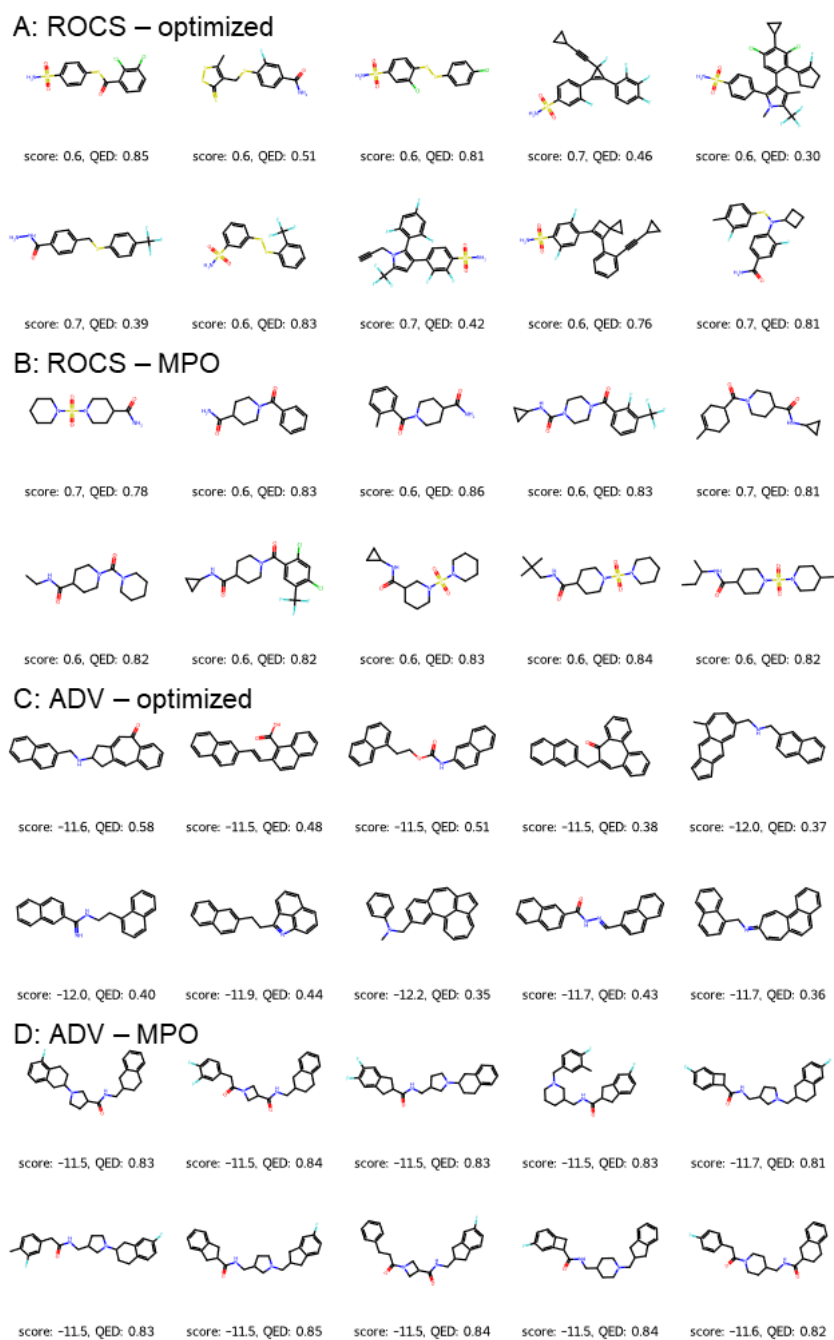 A: ROCS – optimized
score: 0.6, QED: 0.85 score: 0.6, QED: 0.51 score: 0.6, QED: 0.81 score: 0.7, QED: 0.46 score: 0.6, QED: 0.30
score: 0.7, QED: 0.39 score: 0.6, QED: 0.83 score: 0.7, QED: 0.42 score: 0.6, QED: 0.76 score: 0.7, QED: 0.81
B: ROCS – MPO
score: 0.7, QED: 0.78 score: 0.6, QED: 0.83 score: 0.6, QED: 0.86 score: 0.6, QED: 0.83 score: 0.7, QED: 0.81
score: 0.6, QED: 0.82 score: 0.6, QED: 0.82 score: 0.6, QED: 0.83 score: 0.6, QED: 0.84 score: 0.6, QED: 0.82
C: ADV – optimized
score: −11.6, QED: 0.58 score: −11.5, QED: 0.48 score: −11.5, QED: 0.51 score: −11.5, QED: 0.38 score: −12.0, QED: 0.37
score: −12.0, QED: 0.40 score: −11.9, QED: 0.44 score: −12.2, QED: 0.35 score: −11.7, QED: 0.43 score: −11.7, QED: 0.36
D: ADV – MPO
score: −11.5, QED: 0.83 score: −11.5, QED: 0.84 score: −11.5, QED: 0.83 score: −11.5, QED: 0.83 score: −11.7, QED: 0.81
score: −11.5, QED: 0.83 score: −11.5, QED: 0.85 score: −11.5, QED: 0.84 score: −11.5, QED: 0.84 score: −11.6, QED: 0.82